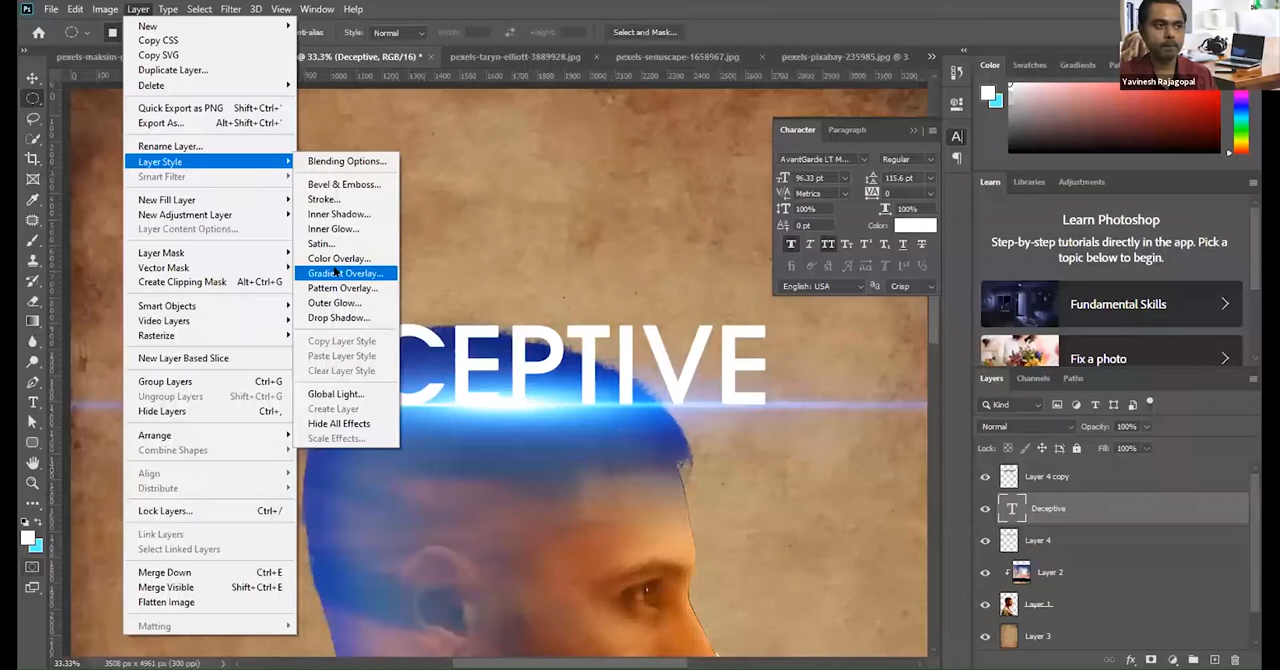 Ps File Edit Image Layer Type Select Filter 3D View Window Help
Anti-alias Style: Normal Width: Height: Select and Mask...
pexels-maksim-g @ 33.3% (Deceptive, RGB/16) * × pexels-taryn-elliott-3889928.jpg × pexels-senuscape-1658967.jpg × pexels-pixabay-235985.jpg @ 3
New
Copy CSS
Copy SVG
Duplicate Layer...
Delete
Quick Export as PNG Shift+Ctrl+'
Export As... Alt+Shift+Ctrl+'
Rename Layer...
Layer Style
Smart Filter
New Fill Layer
New Adjustment Layer
Layer Content Options...
Layer Mask
Vector Mask
Create Clipping Mask Alt+Ctrl+G
Smart Objects
Video Layers
Rasterize
New Layer Based Slice
Group Layers Ctrl+G
Ungroup Layers Shift+Ctrl+G
Hide Layers Ctrl+,
Arrange
Combine Shapes
Align
Distribute
Lock Layers... Ctrl+/
Link Layers
Select Linked Layers
Merge Down Ctrl+E
Merge Visible Shift+Ctrl+E
Flatten Image
Matting
Blending Options...
Bevel & Emboss...
Stroke...
Inner Shadow...
Inner Glow...
Satin...
Color Overlay...
Gradient Overlay...
Pattern Overlay...
Outer Glow...
Drop Shadow...
Copy Layer Style
Paste Layer Style
Clear Layer Style
Global Light...
Create Layer
Hide All Effects
Scale Effects...
CEPTIVE
Character Paragraph
AvantGarde LT M... Regular
96.33 pt 115.6 pt
Metrics 0
100% 100%
0 pt Color:
English: USA Crisp
Yavinesh Rajagopal
Color Swatches Gradients
Learn Libraries Adjustments
Learn Photoshop
Step-by-step tutorials directly in the app. Pick a
topic below to begin.
Fundamental Skills
Fix a photo
Layers Channels Paths
Kind
Normal Opacity: 100%
Lock: Fill: 100%
Layer 4 copy
Deceptive
Layer 4
Layer 2
Layer 1
Layer 3
33.33% 3508 px x 4961 px (300 ppi)